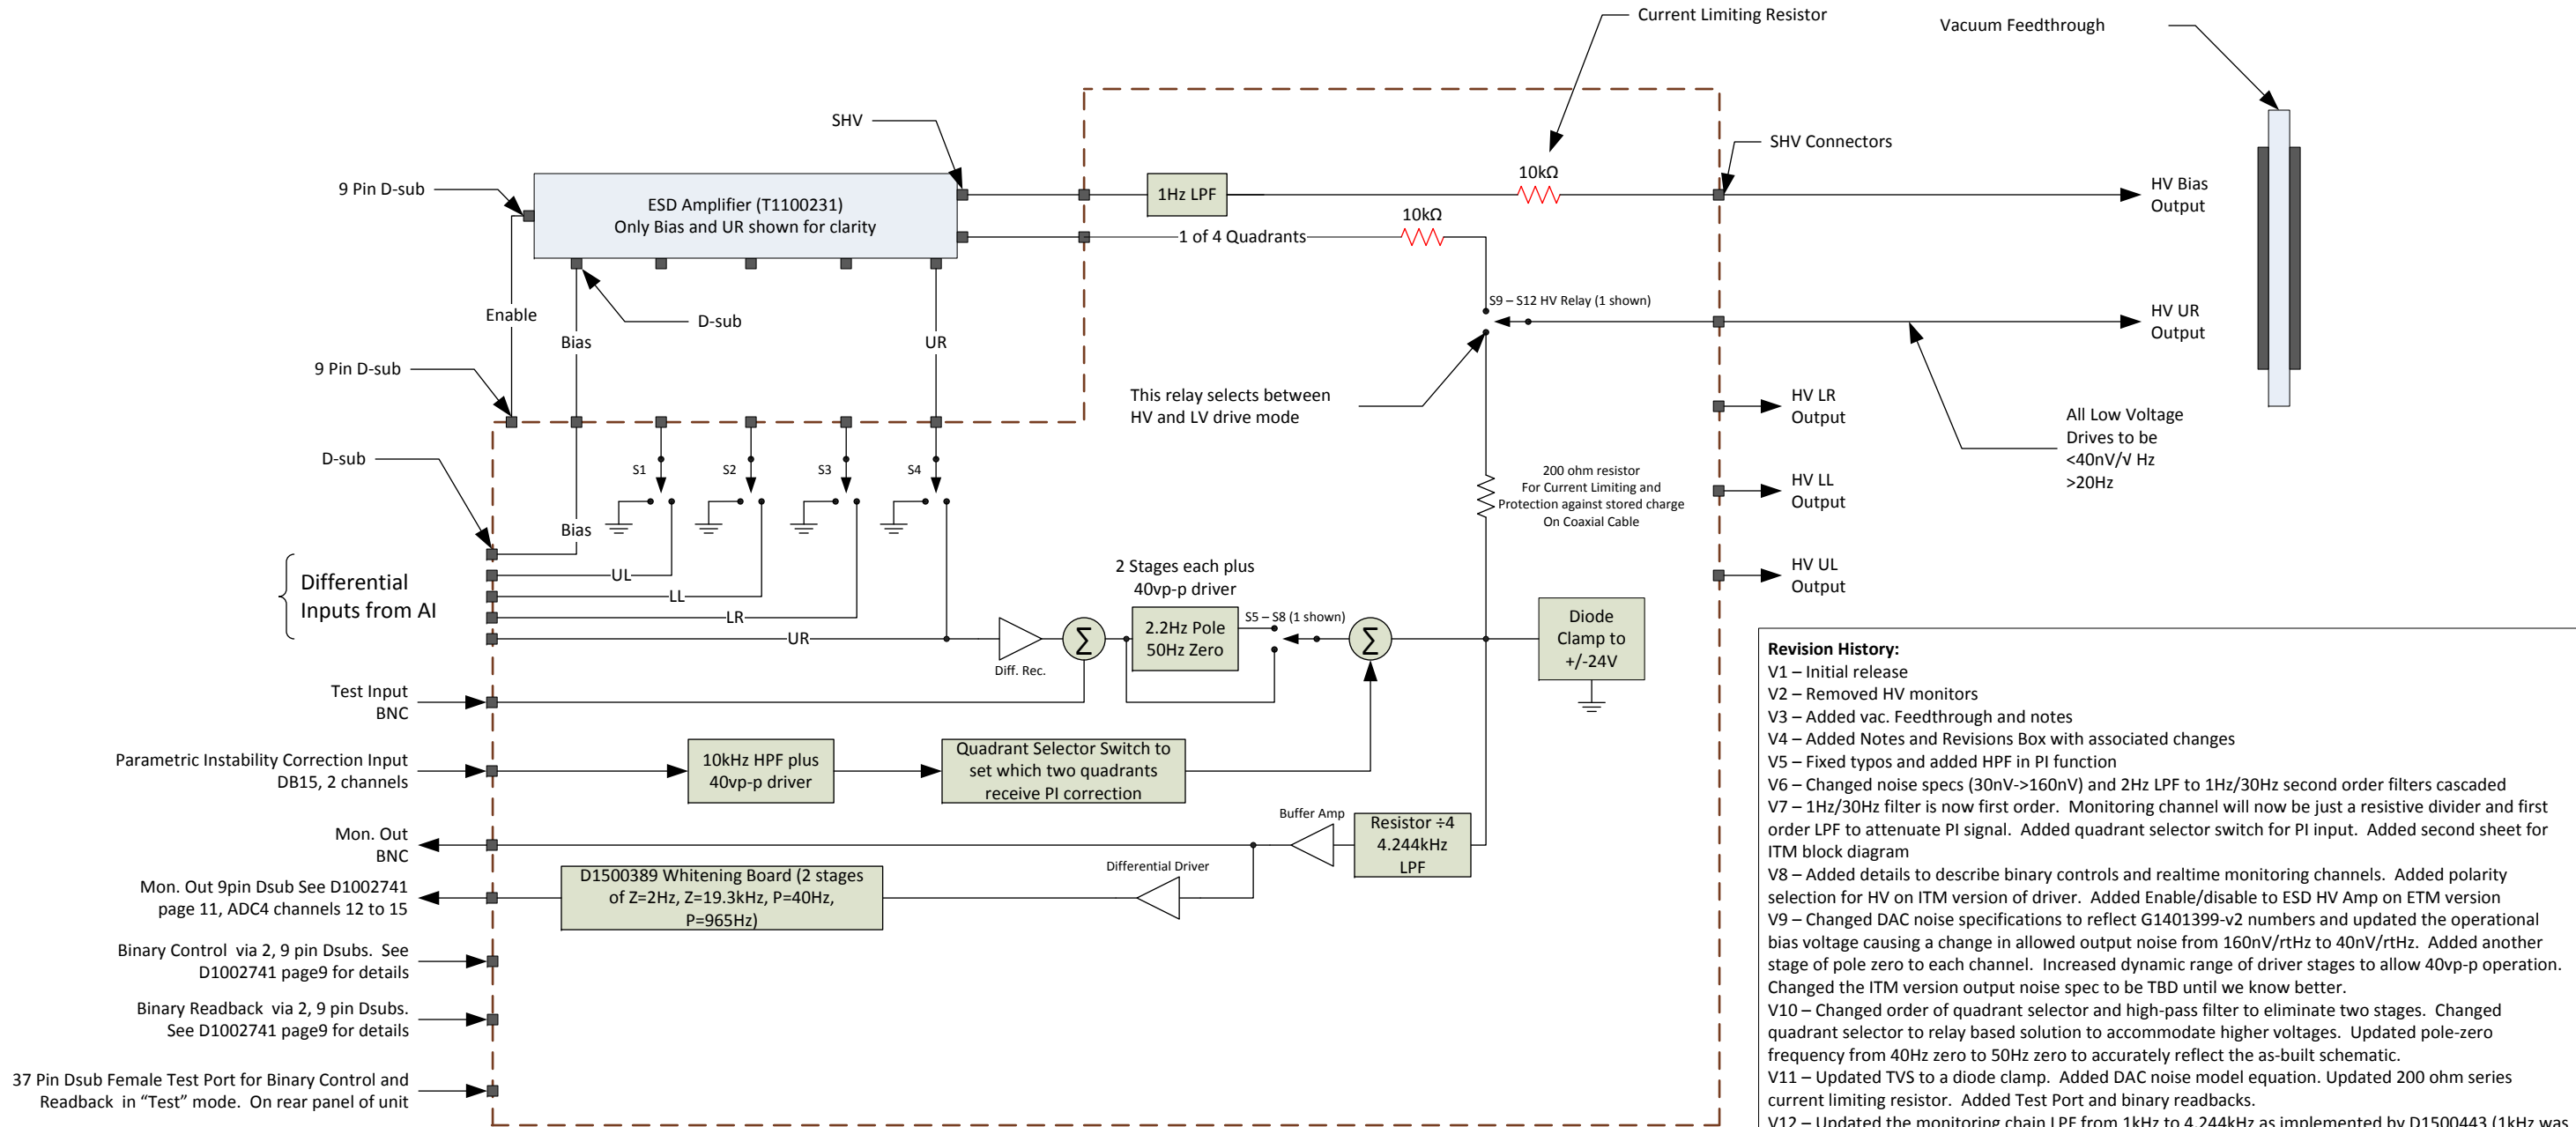 Current Limiting Resistor
Vacuum Feedthrough
SHV
SHV Connectors
9 Pin D-sub
ESD Amplifier (T1100231)
Only Bias and UR shown for clarity
1Hz LPF
10kΩ
HV Bias
Output
10kΩ
1 of 4 Quadrants
S9 – S12 HV Relay (1 shown)
Enable
D-sub
HV UR
Output
Bias
UR
9 Pin D-sub
This relay selects between
HV and LV drive mode
HV LR
Output
All Low Voltage
Drives to be
<40nV/√ Hz
>20Hz
D-sub
S1
S2
S3
S4
200 ohm resistor
For Current Limiting and
Protection against stored charge
On Coaxial Cable
HV LL
Output
Bias
Differential
Inputs from AI
UL
LL
LR
UR
2 Stages each plus
40vp-p driver
HV UL
Output
Diff. Rec.
∑
2.2Hz Pole
50Hz Zero
S5 – S8 (1 shown)
∑
Diode
Clamp to
+/-24V
Test Input
BNC
Parametric Instability Correction Input
DB15, 2 channels
10kHz HPF plus
40vp-p driver
Quadrant Selector Switch to
set which two quadrants
receive PI correction
Mon. Out
BNC
Buffer Amp
Resistor ÷4
4.244kHz
LPF
Mon. Out 9pin Dsub See D1002741
page 11, ADC4 channels 12 to 15
D1500389 Whitening Board (2 stages
of Z=2Hz, Z=19.3kHz, P=40Hz,
P=965Hz)
Differential Driver
Binary Control  via 2, 9 pin Dsubs.  See
D1002741 page9 for details
Binary Readback  via 2, 9 pin Dsubs.
See D1002741 page9 for details
37 Pin Dsub Female Test Port for Binary Control and
Readback  in “Test” mode.  On rear panel of unit
Revision History:
V1 – Initial release
V2 – Removed HV monitors
V3 – Added vac. Feedthrough and notes
V4 – Added Notes and Revisions Box with associated changes
V5 – Fixed typos and added HPF in PI function
V6 – Changed noise specs (30nV->160nV) and 2Hz LPF to 1Hz/30Hz second order filters cascaded
V7 – 1Hz/30Hz filter is now first order.  Monitoring channel will now be just a resistive divider and first
order LPF to attenuate PI signal.  Added quadrant selector switch for PI input.  Added second sheet for
ITM block diagram
V8 – Added details to describe binary controls and realtime monitoring channels.  Added polarity
selection for HV on ITM version of driver.  Added Enable/disable to ESD HV Amp on ETM version
V9 – Changed DAC noise specifications to reflect G1401399-v2 numbers and updated the operational
bias voltage causing a change in allowed output noise from 160nV/rtHz to 40nV/rtHz.  Added another
stage of pole zero to each channel.  Increased dynamic range of driver stages to allow 40vp-p operation.
Changed the ITM version output noise spec to be TBD until we know better.
V10 – Changed order of quadrant selector and high-pass filter to eliminate two stages.  Changed
quadrant selector to relay based solution to accommodate higher voltages.  Updated pole-zero
frequency from 40Hz zero to 50Hz zero to accurately reflect the as-built schematic.
V11 – Updated TVS to a diode clamp.  Added DAC noise model equation. Updated 200 ohm series
current limiting resistor.  Added Test Port and binary readbacks.
V12 – Updated the monitoring chain LPF from 1kHz to 4.244kHz as implemented by D1500443 (1kHz was